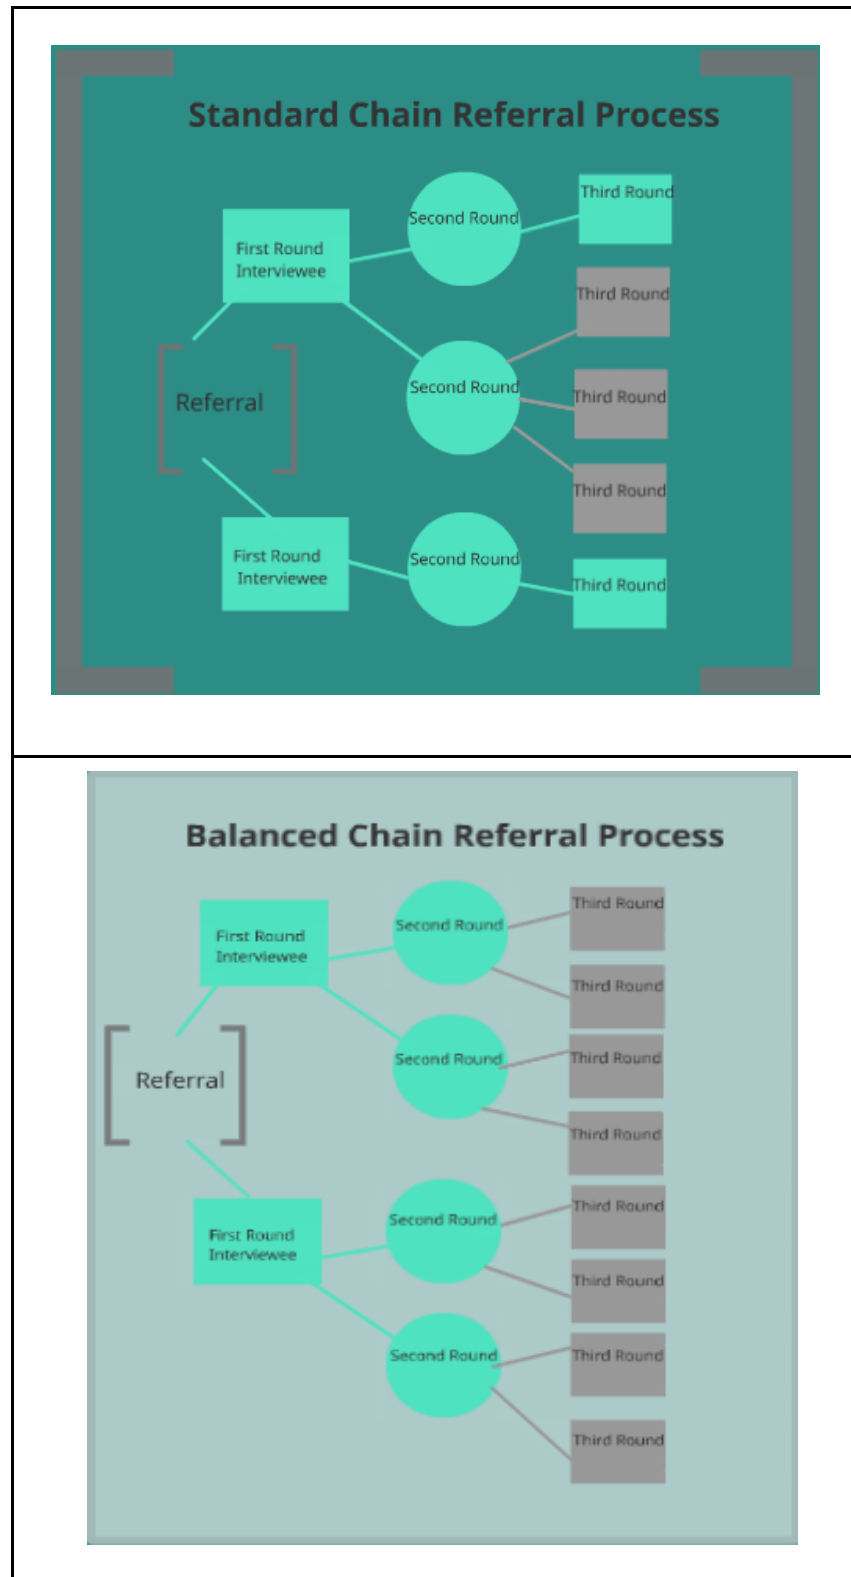 Standard Chain Referral Process
Third Round
Second Round
First Round
Interviewee
Third Round
Second Round
Third Round
Referral
Third Round
First Round
Interviewee
Second Round
Third Round
Balanced Chain Referral Process
Third Round
Second Round
First Round
Interviewee
Third Round
Second Round
Third Round
Referral
Third Round
Third Round
Second Round
First Round
Interviewee
Third Round
Second Round
Third Round
Third Round